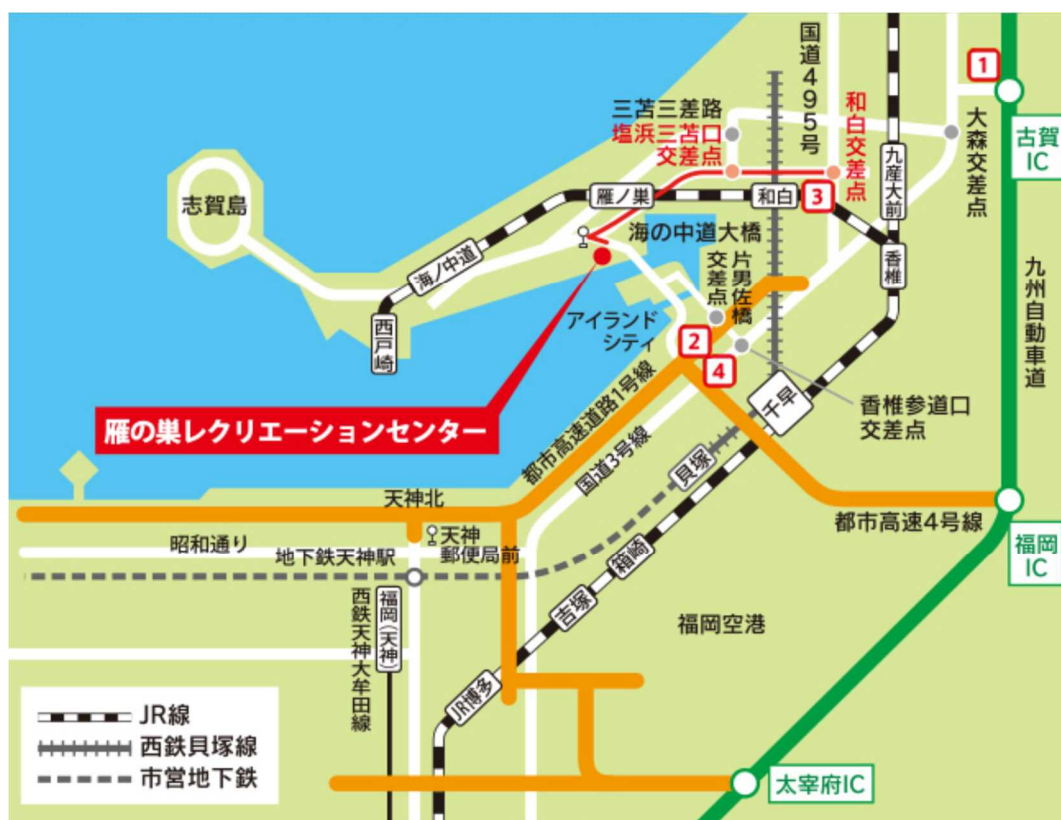 国道495号
1
三苫三差路
塩浜三苫口
交差点
和白交差点
大森交差点
古賀
IC
九産大前
志賀島
雁ノ巣
和白
3
海の中道大橋
海ノ中道
香椎
片男佐橋
交差点
九州自動車道
西戸崎
アイランド
シティ
2
4
千早
香椎参道口
交差点
雁の巣レクリエーションセンター
都市高速道路1号線
国道3号線
貝塚
天神北
都市高速4号線
昭和通り
天神
郵便局前
地下鉄天神駅
箱崎
福岡
IC
福岡(天神)
西鉄天神大牟田線
吉塚
福岡空港
JR博多
JR線
西鉄貝塚線
市営地下鉄
太宰府IC